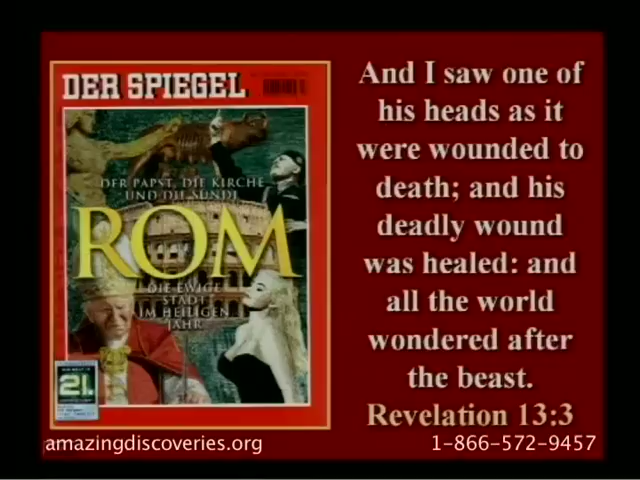 DER SPIEGEL
DER PAPST, DIE KIRCHE
UND DIE SÜNDE
ROM
DIE EWIGE
STADT
IM HEILIGEN
JAHR
21.
And I saw one of
his heads as it
were wounded to
death; and his
deadly wound
was healed: and
all the world
wondered after
the beast.
Revelation 13:3
amazingdiscoveries.org
1-866-572-9457